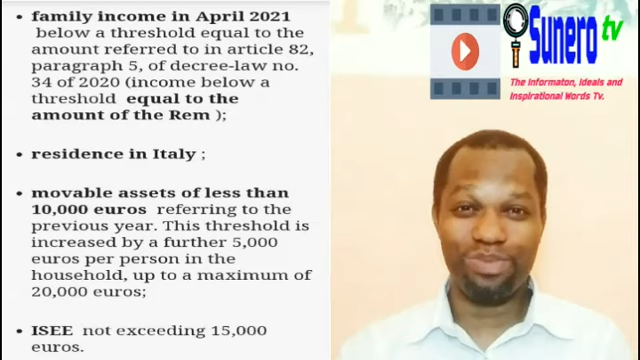 • family income in April 2021
below a threshold equal to the
amount referred to in article 82,
paragraph 5, of decree-law no.
34 of 2020 (income below a
threshold equal to the
amount of the Rem );
• residence in Italy ;
• movable assets of less than
10,000 euros referring to the
previous year. This threshold is
increased by a further 5,000
euros per person in the
household, up to a maximum of
20,000 euros;
• ISEE not exceeding 15,000
euros.
Sunero tv
The Informaton, Ideals and
Inspirational Words Tv.